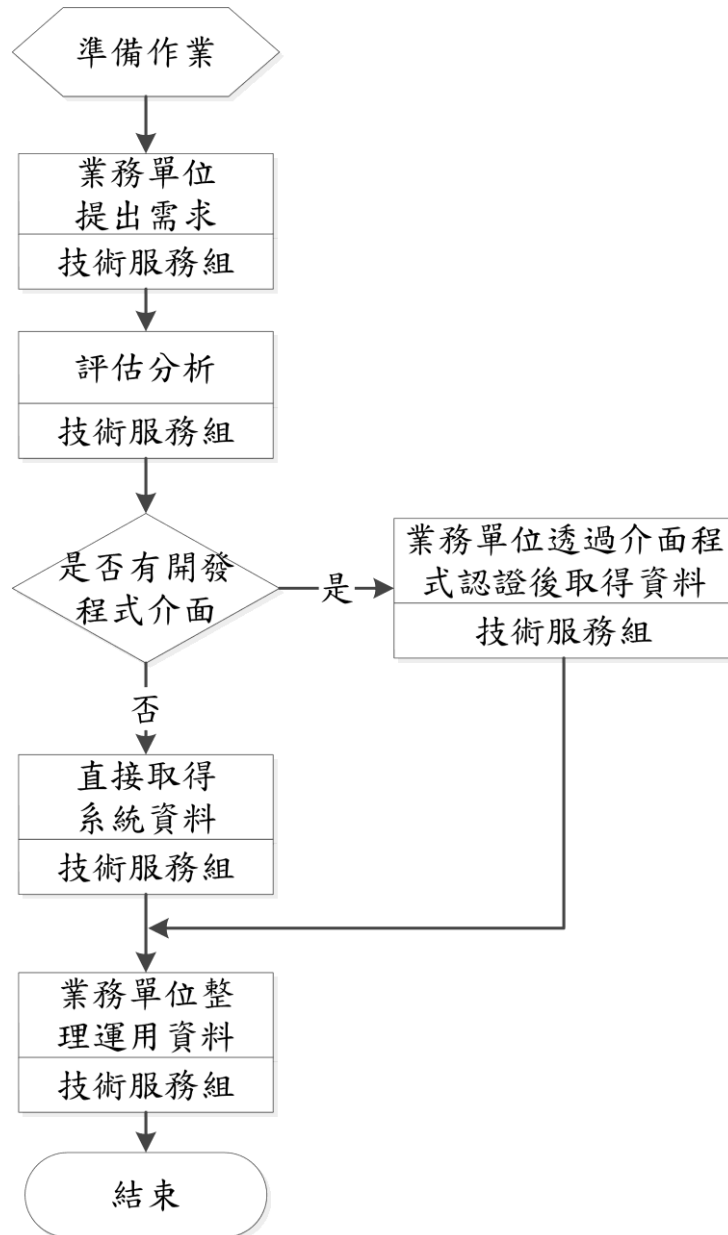 準備作業
業務單位
提出需求
技術服務組
評估分析
技術服務組
是否有開發
程式介面
是
業務單位透過介面程
式認證後取得資料
技術服務組
否
直接取得
系統資料
技術服務組
業務單位整
理運用資料
技術服務組
結束